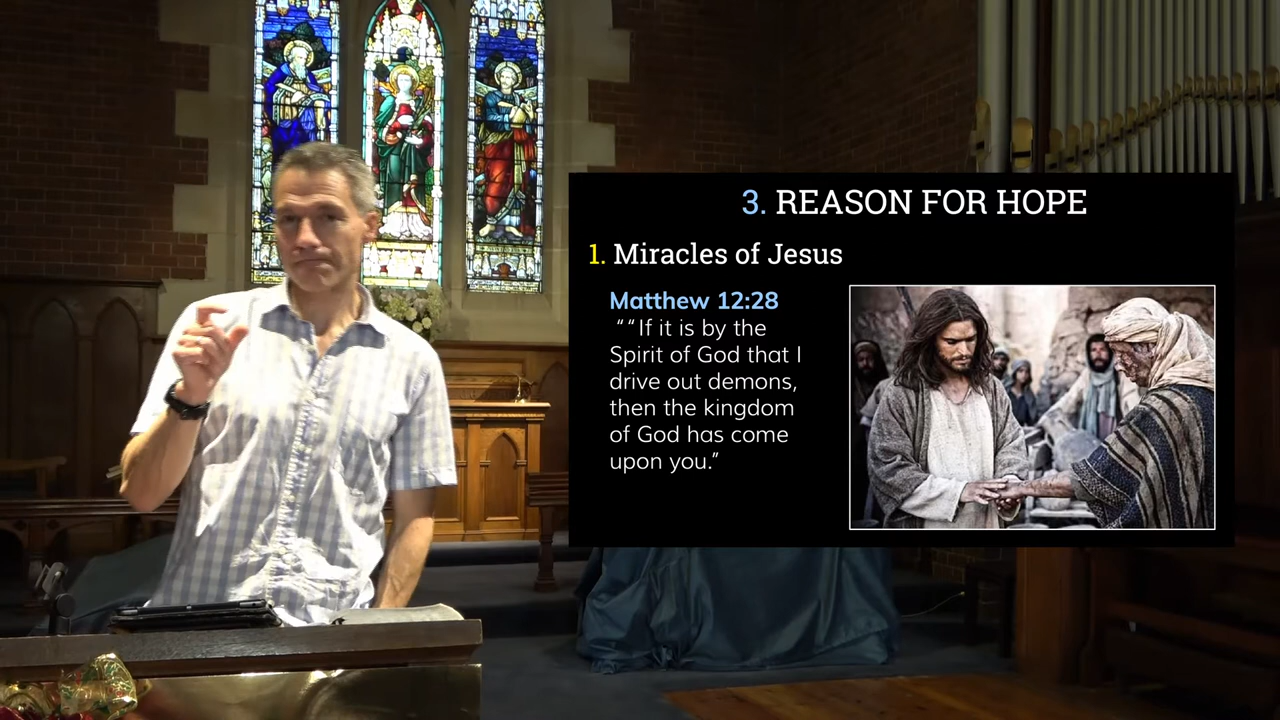 3. REASON FOR HOPE
1. Miracles of Jesus
Matthew 12:28
““If it is by the
Spirit of God that I
drive out demons,
then the kingdom
of God has come
upon you.”